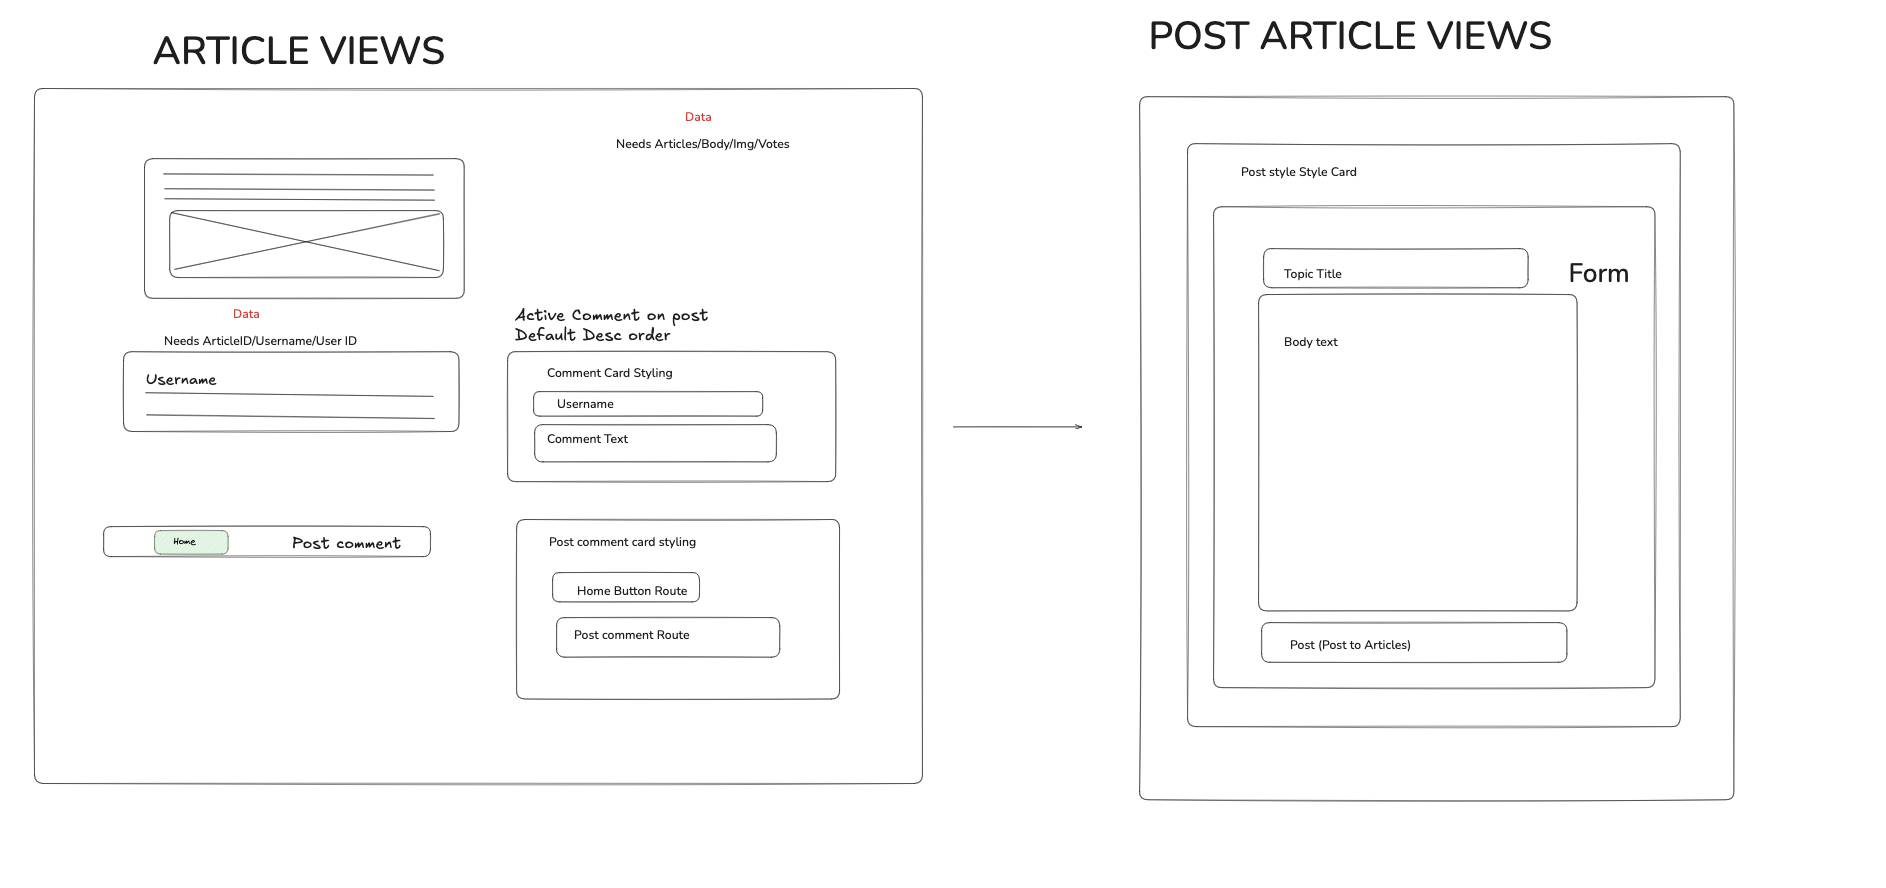 ARTICLE VIEWS
Data
Needs Articles/Body/Img/Votes
Data
Needs ArticleID/Username/User ID
Username
Active Comment on post
Default Desc order
Comment Card Styling
Username
Comment Text
Home
Post comment
Post comment card styling
Home Button Route
Post comment Route
POST ARTICLE VIEWS
Post style Style Card
Topic Title
Form
Body text
Post (Post to Articles)